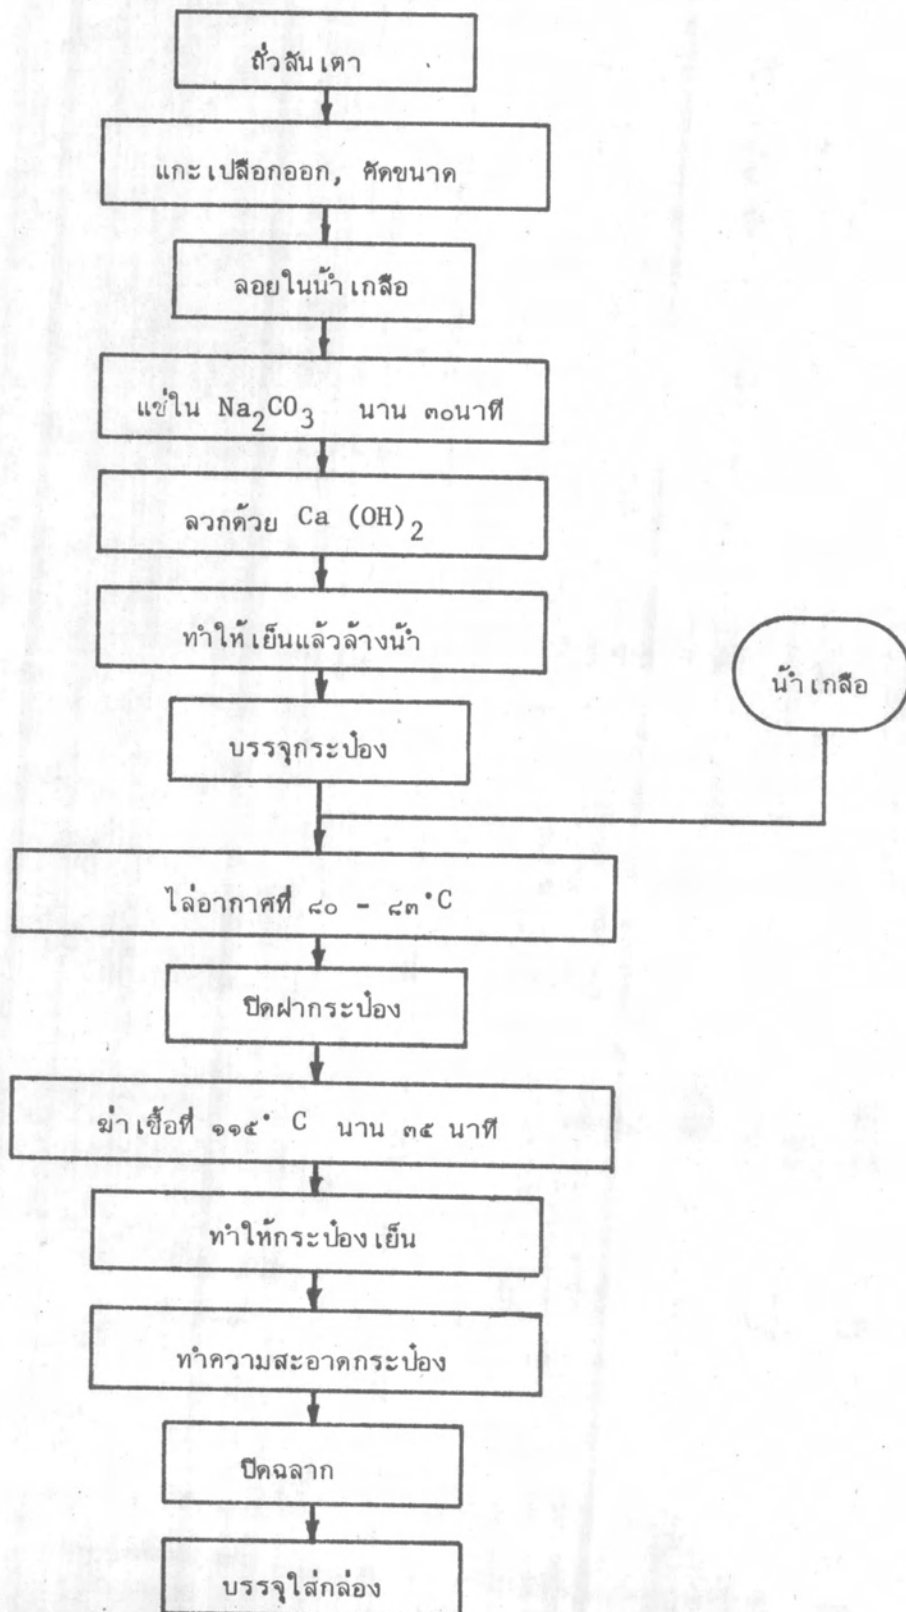 ถั่วลันเตา
แกะเปลือกออก, คัดขนาด
ลอยในน้ำเกลือ
แช่ใน Na₂CO₃ นาน ๓๐นาที
ลวกด้วย Ca (OH)₂
ทำให้เย็นแล้วล้างน้ำ
น้ำเกลือ
บรรจุกระป๋อง
ไล่อากาศที่ ๘๐ - ๘๓°C
ปิดฝากระป๋อง
ฆ่าเชื้อที่ ๑๑๕° C นาน ๓๕ นาที
ทำให้กระป๋องเย็น
ทำความสะอาดกระป๋อง
ปิดฉลาก
บรรจุใส่กล่อง